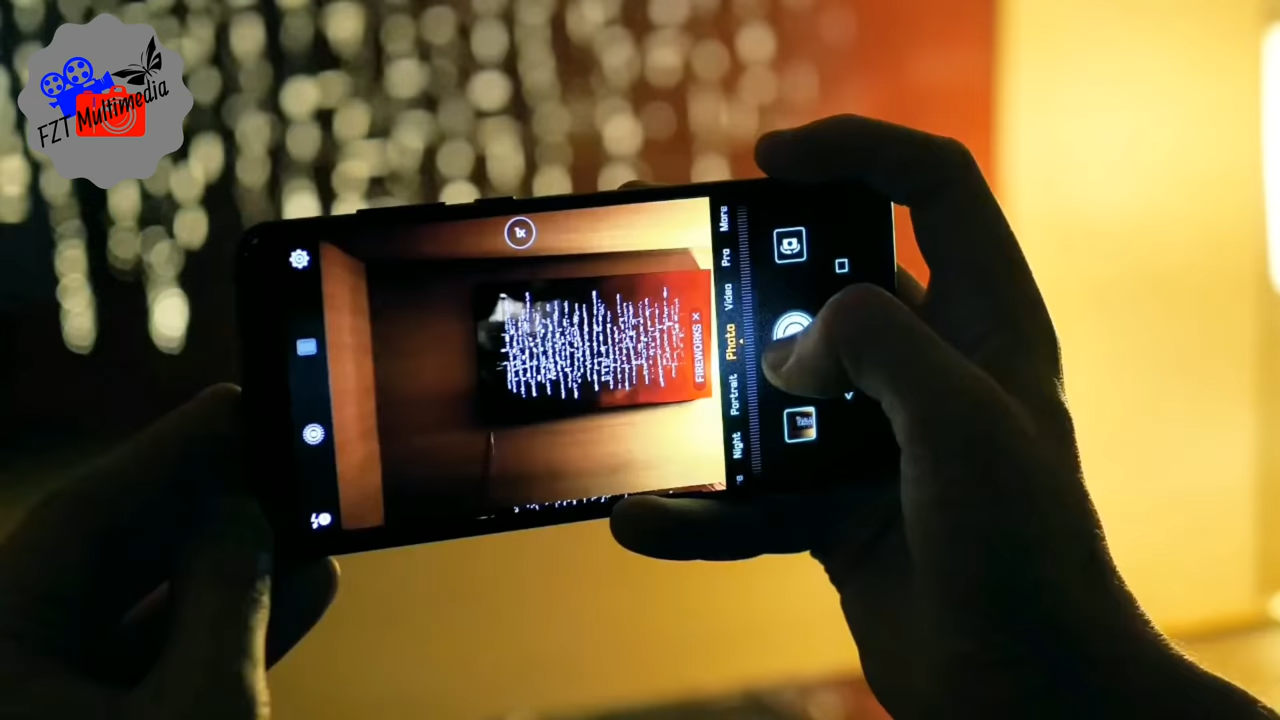 FZT Multimedia
1x
More
Pro
Video
Photo
Portrait
Night
FIREWORKS X